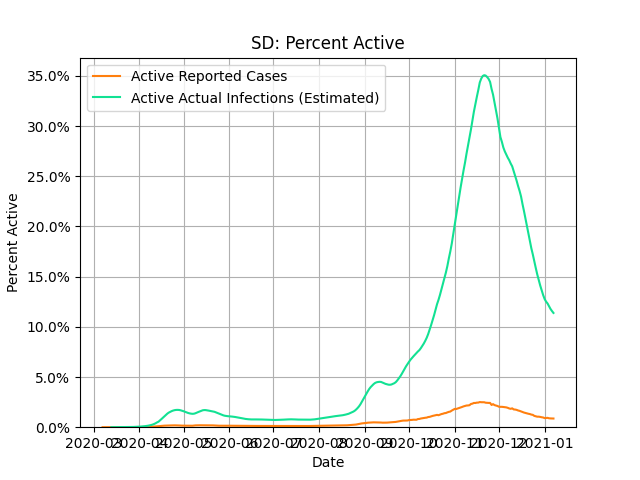 SD: Percent Active
Active Reported Cases
Active Actual Infections (Estimated)
Percent Active
35.0%
30.0%
25.0%
20.0%
15.0%
10.0%
5.0%
0.0%
2020-03 2020-04 2020-05 2020-06 2020-07 2020-08 2020-09 2020-10 2020-11 2020-12 2021-01
Date